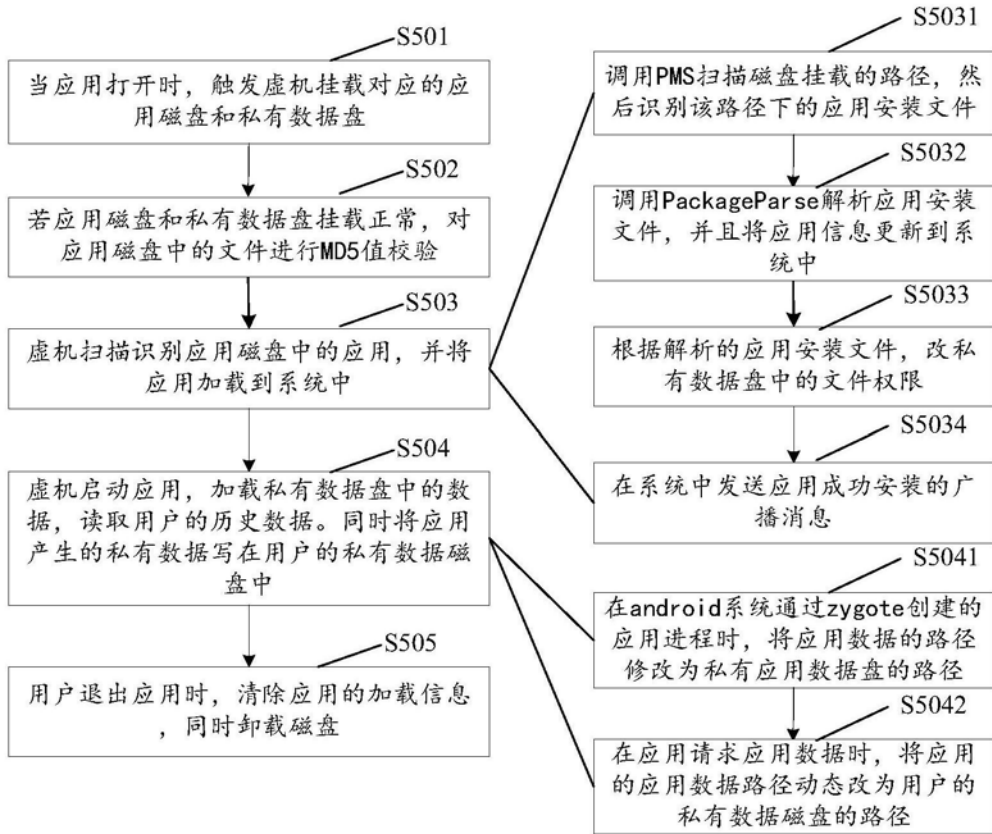 S501
当应用打开时，触发虚机挂载对应的应
用磁盘和私有数据盘
S502
若应用磁盘和私有数据盘挂载正常，对
应用磁盘中的文件进行MD5值校验
S503
虚机扫描识别应用磁盘中的应用，并将
应用加载到系统中
S504
虚机启动应用，加载私有数据盘中的数
据，读取用户的历史数据。同时将应用
产生的私有数据写在用户的私有数据磁
盘中
S505
用户退出应用时，清除应用的加载信息
，同时卸载磁盘
S5031
调用PMS扫描磁盘挂载的路径，然
后识别该路径下的应用安装文件
S5032
调用PackageParse解析应用安装
文件，并且将应用信息更新到系
统中
S5033
根据解析的应用安装文件，改私
有数据盘中的文件权限
S5034
在系统中发送应用成功安装的广
播消息
S5041
在android系统通过zygote创建的
应用进程时，将应用数据的路径
修改为私有应用数据盘的路径
S5042
在应用请求应用数据时，将应用
的应用数据路径动态改为用户的
私有数据磁盘的路径